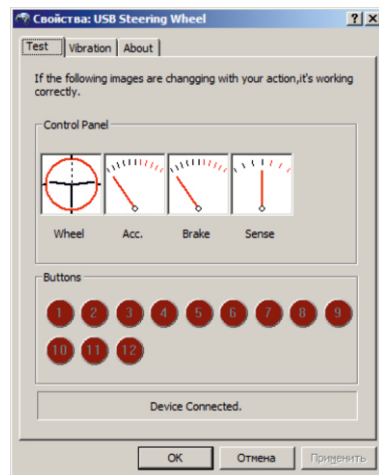 Свойства: USB Steering Wheel
Test Vibration About
If the following images are changging with your action,it's working
correctly.
Control Panel
Wheel Acc. Brake Sense
Buttons
1 2 3 4 5 6 7 8 9
10 11 12
Device Connected.
OK Отмена Применить